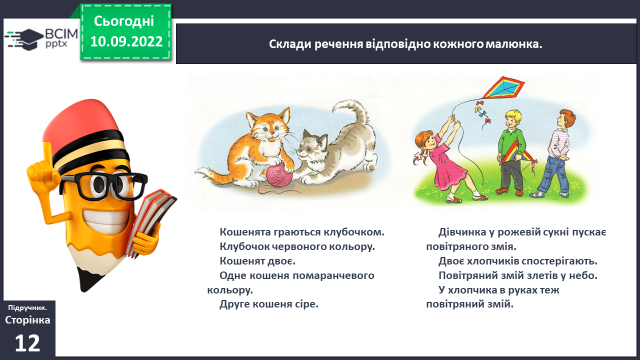 ВСІМ
pptx
Сьогодні
10.09.2022
Склади речення відповідно кожного малюнка.
Кошенята граються клубочком.
Клубочок червоного кольору.
Кошенят двоє.
Одне кошеня помаранчевого
кольору.
Друге кошеня сіре.
Дівчинка у рожевій сукні пускає
повітряного змія.
Двоє хлопчиків спостерігають.
Повітряний змій злетів у небо.
У хлопчика в руках теж
повітряний змій.
Підручник.
Сторінка
12